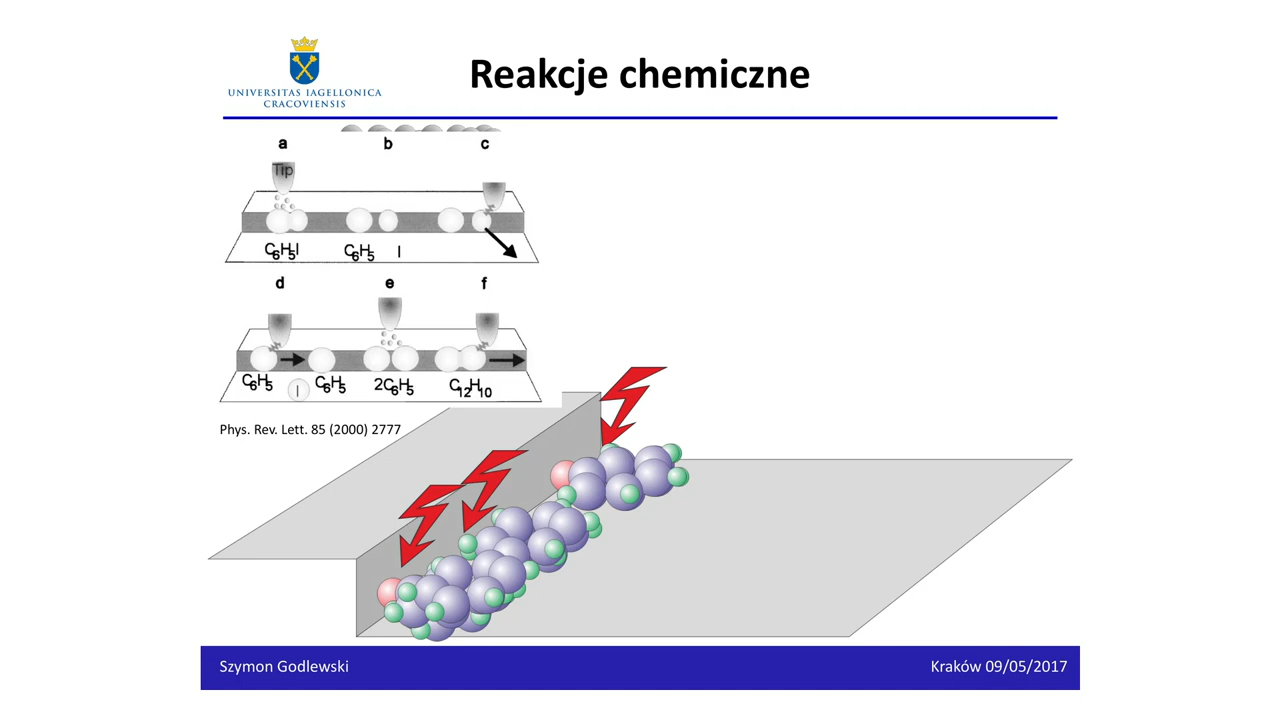 Reakcje chemiczne
UNIVERSITAS IAGELLONICA
CRACOVIENSIS
a b c
Tip
C6H5I C6H5 I
d e f
C6H5 I C6H5 2C6H5 C12H10
Phys. Rev. Lett. 85 (2000) 2777
Szymon Godlewski
Kraków 09/05/2017